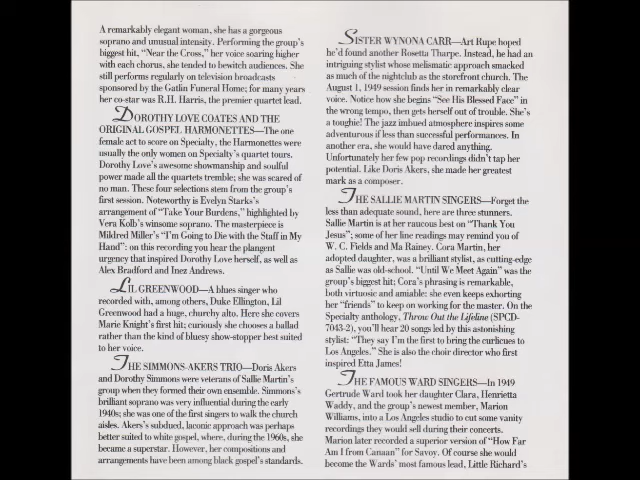 A remarkably elegant woman, she has a gorgeous
soprano and unusual intensity. Performing the group's
biggest hit, "Near the Cross," her voice soaring higher
with each chorus, she tended to bewitch audiences. She
still performs regularly on television broadcasts
sponsored by the Gatlin Funeral Home; for many years
her co-star was R.H. Harris, the premier quartet lead.
DOROTHY LOVE COATES AND THE
ORIGINAL GOSPEL HARMONETTES—The one
female act to score on Specialty, the Harmonettes were
usually the only women on Specialty's quartet tours.
Dorothy Love's awesome showmanship and soulful
power made all the quartets tremble; she was scared of
no man. These four selections stem from the group's
first session. Noteworthy is Evelyn Starks's
arrangement of "Take Your Burdens," highlighted by
Vera Kolb's winsome soprano. The masterpiece is
Mildred Miller's "I'm Going to Die with the Staff in My
Hand": on this recording you hear the plangent
urgency that inspired Dorothy Love herself, as well as
Alex Bradford and Inez Andrews.
LIL GREENWOOD—A blues singer who
recorded with, among others, Duke Ellington, Lil
Greenwood had a huge, churchy alto. Here she covers
Marie Knight's first hit; curiously she chooses a ballad
rather than the kind of bluesy show-stopper best suited
to her voice.
THE SIMMONS-AKERS TRIO—Doris Akers
and Dorothy Simmons were veterans of Sallie Martin's
group when they formed their own ensemble. Simmons's
brilliant soprano was very influential during the early
1940s; she was one of the first singers to walk the church
aisles. Akers's subdued, laconic approach was perhaps
better suited to white gospel, where, during the 1960s, she
became a superstar. However, her compositions and
arrangements have been among black gospel's standards.
SISTER WYNONA CARR—Art Rupe hoped
he'd found another Rosetta Tharpe. Instead, he had an
intriguing stylist whose melismatic approach smacked
as much of the nightclub as the storefront church. The
August 1, 1949 session finds her in remarkably clear
voice. Notice how she begins "See His Blessed Face" in
the wrong tempo, then gets herself out of trouble. She's
a toughie! The jazz imbued atmosphere inspires some
adventures if less than successful performances. In
another era, she would have dared anything.
Unfortunately her few pop recordings didn't tap her
potential. Like Doris Akers, she made her greatest
mark as a composer.
THE SALLIE MARTIN SINGERS—Forget the
less than adequate sound, here are three stunners.
Sallie Martin is at her raucous best on "Thank You
Jesus"; some of her line readings may remind you of
W. C. Fields and Ma Rainey. Cora Martin, her
adopted daughter, was a brilliant stylist, as cutting-edge
as Sallie was old-school. "Until We Meet Again" was the
group's biggest hit; Cora's phrasing is remarkable,
both virtuosic and amiable: she even keeps exhorting
her "friends" to keep on working for the master. On the
Specialty anthology, Throw Out the Lifeline (SPCD-
7043-2), you'll hear 20 songs led by this astonishing
stylist: "They say I'm the first to bring the curlicues to
Los Angeles." She is also the choir director who first
inspired Etta James!
THE FAMOUS WARD SINGERS—In 1949
Gertrude Ward took her daughter Clara, Henrietta
Waddy, and the group's newest member, Marion
Williams, into a Los Angeles studio to cut some vanity
recordings they would sell during their concerts.
Marion later recorded a superior version of "How Far
Am I from Canaan" for Savoy. Of course she would
become the Wards' most famous lead, Little Richard's